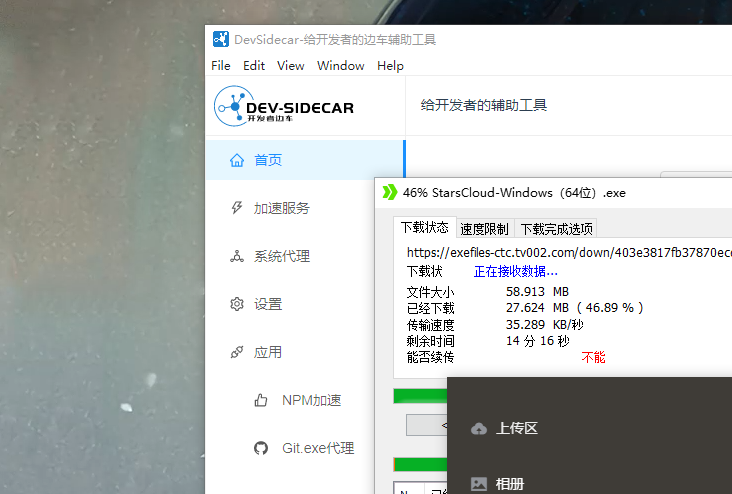 DevSidecar-给开发者的边车辅助工具
File Edit View Window Help
DEV-SIDECAR
开发者边车
给开发者的辅助工具
首页
加速服务
系统代理
设置
应用
NPM加速
Git.exe代理
46% StarsCloud-Windows（64位）.exe
下载状态 速度限制 下载完成选项
https://exefiles-ctc.tv002.com/down/403e3817fb37870ec
下载状 正在接收数据...
文件大小 58.913 MB
已经下载 27.624 MB ( 46.89 % )
传输速度 35.289 KB/秒
剩余时间 14 分 16 秒
能否续传 不能
<
上传区
相册